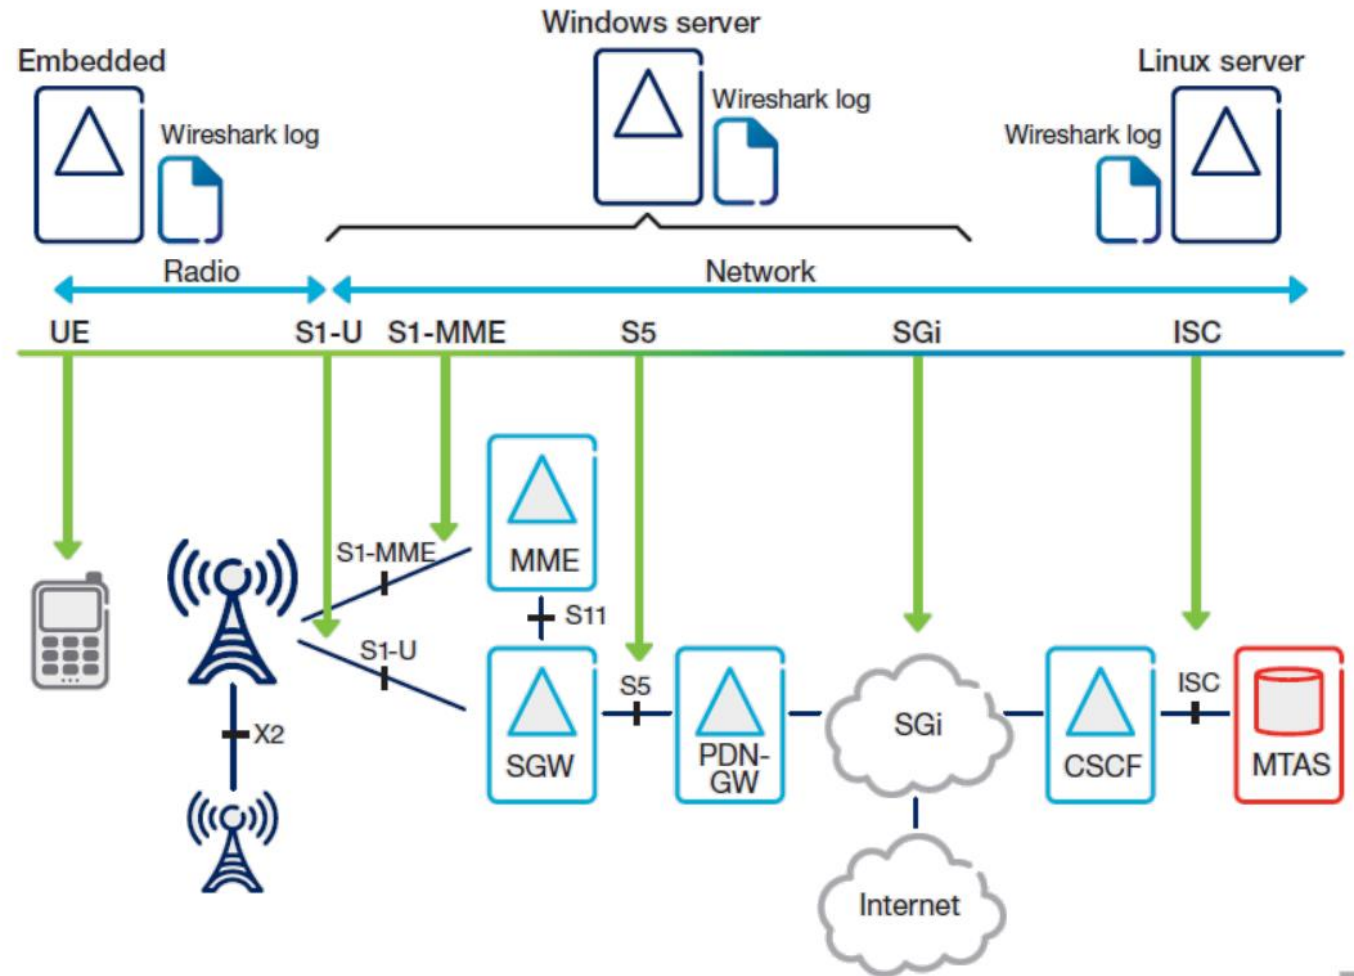 Windows server
Embedded
Linux server
Wireshark log
Wireshark log
Wireshark log
Radio
Network
UE
S1-U
S1-MME
S5
SGi
ISC
S1-MME
MME
S11
S1-U
S5
ISC
X2
SGW
PDN-
GW
SGi
CSCF
MTAS
Internet